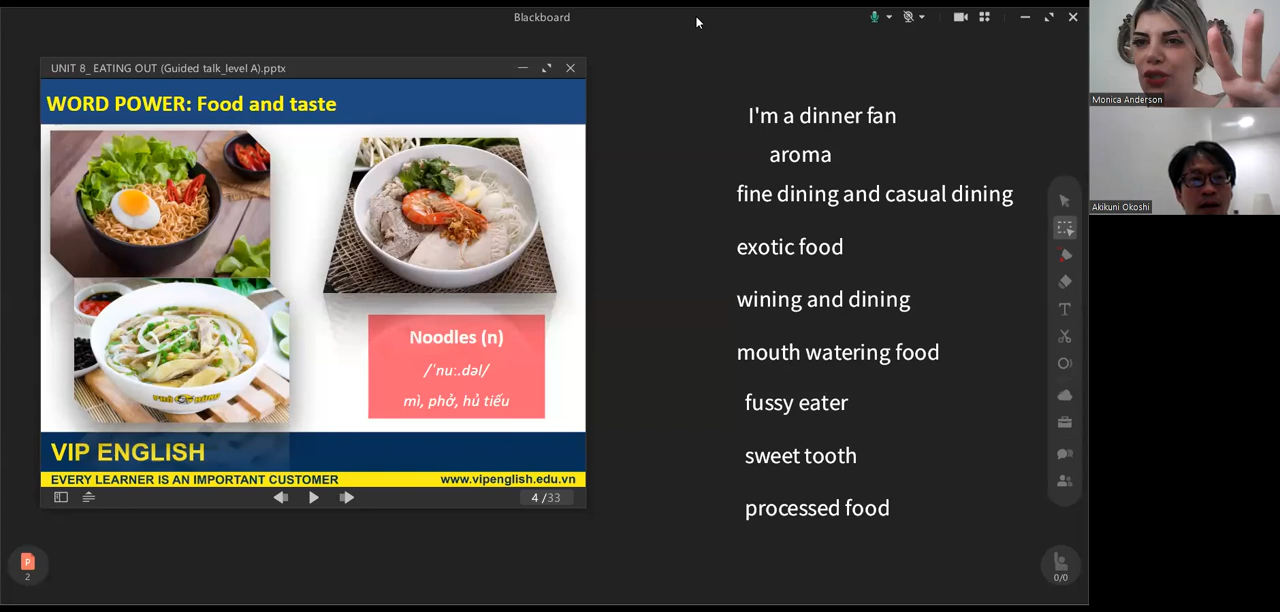 Blackboard
UNIT 8_ EATING OUT (Guided talk_level A).pptx
WORD POWER: Food and taste
Noodles (n)
/ˈnuː.dəl/
mì, phở, hủ tiếu
VIP ENGLISH
EVERY LEARNER IS AN IMPORTANT CUSTOMER
www.vipenglish.edu.vn
4 /33
P
2
I'm a dinner fan
aroma
fine dining and casual dining
exotic food
wining and dining
mouth watering food
fussy eater
sweet tooth
processed food
T
0/0
Monica Anderson
Akikuni Okoshi